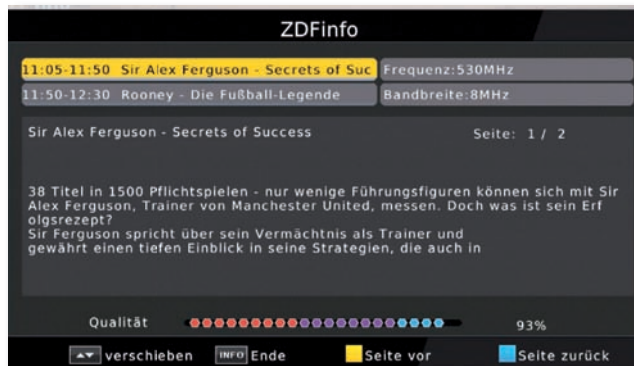 ZDFinfo
11:05-11:50 Sir Alex Ferguson - Secrets of Suc Frequenz:530MHz
11:50-12:30 Rooney - Die Fußball-Legende Bandbreite:8MHz
Sir Alex Ferguson - Secrets of Success Seite: 1 / 2
38 Titel in 1500 Pflichtspielen - nur wenige Führungsfiguren können sich mit Sir
Alex Ferguson, Trainer von Manchester United, messen. Doch was ist sein Erf
olgsrezept?
Sir Ferguson spricht über sein Vermächtnis als Trainer und
gewährt einen tiefen Einblick in seine Strategien, die auch in
Qualität 93%
verschieben INFO Ende Seite vor Seite zurück